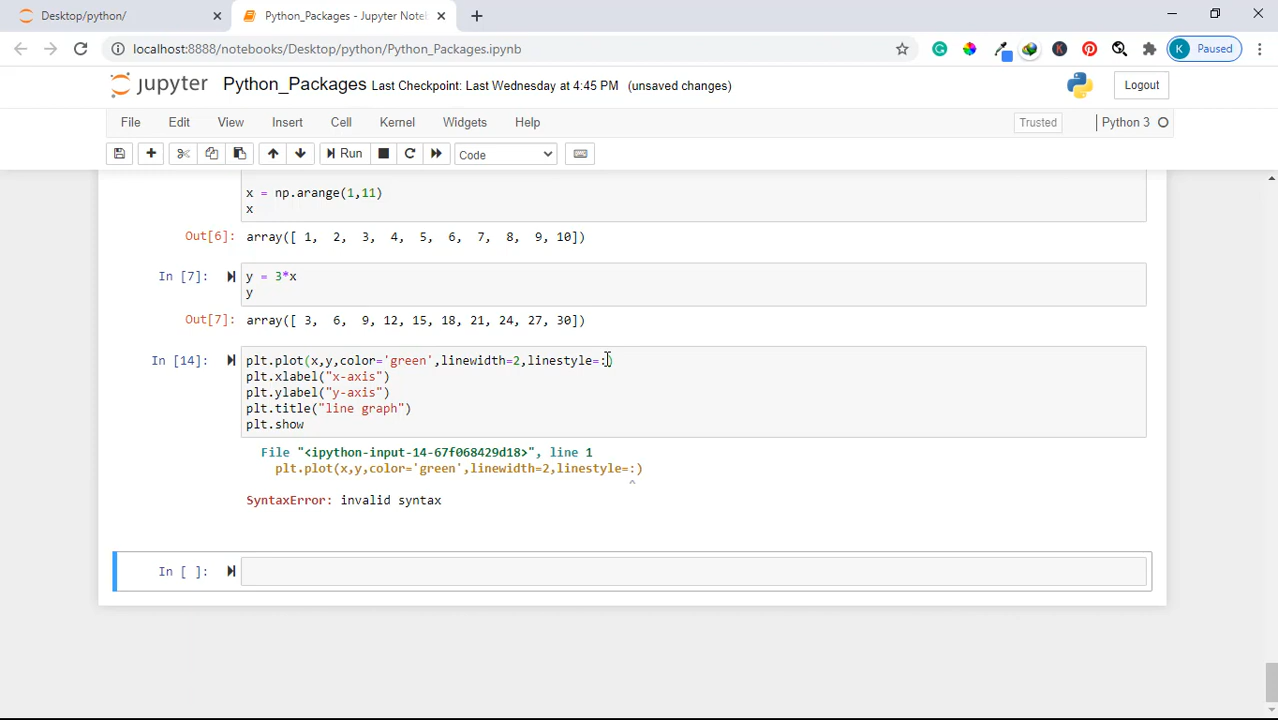 Desktop/python/
Python_Packages - Jupyter Noteb
localhost:8888/notebooks/Desktop/python/Python_Packages.ipynb
K Paused
jupyter Python_Packages Last Checkpoint: Last Wednesday at 4:45 PM (unsaved changes)
Logout
File Edit View Insert Cell Kernel Widgets Help
Trusted
Python 3
Run
Code
x = np.arange(1,11)
x
Out[6]: array([ 1, 2, 3, 4, 5, 6, 7, 8, 9, 10])
In [7]: y = 3*x
y
Out[7]: array([ 3, 6, 9, 12, 15, 18, 21, 24, 27, 30])
In [14]: plt.plot(x,y,color='green',linewidth=2,linestyle=:)
plt.xlabel("x-axis")
plt.ylabel("y-axis")
plt.title("line graph")
plt.show
File "<ipython-input-14-67f068429d18>", line 1
plt.plot(x,y,color='green',linewidth=2,linestyle=:)
^
SyntaxError: invalid syntax
In [ ]: